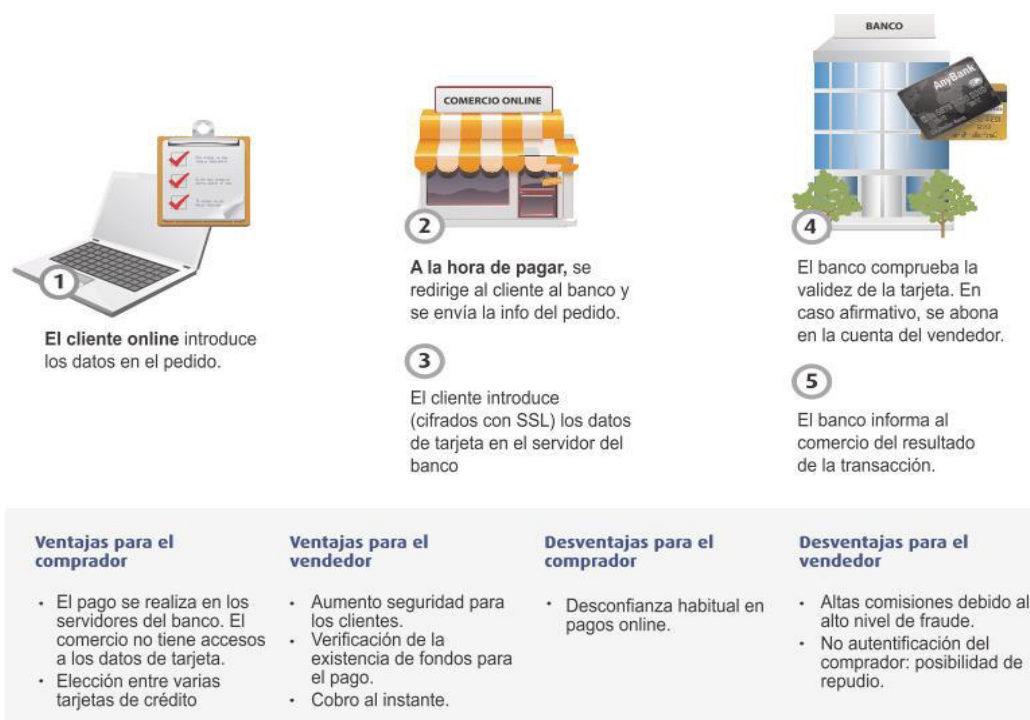 BANCO
AnyBank
COMERCIO ONLINE
1
El cliente online introduce
los datos en el pedido.
2
A la hora de pagar, se
redirige al cliente al banco y
se envía la info del pedido.
3
El cliente introduce
(cifrados con SSL) los datos
de tarjeta en el servidor del
banco
4
El banco comprueba la
validez de la tarjeta. En
caso afirmativo, se abona
en la cuenta del vendedor.
5
El banco informa al
comercio del resultado
de la transacción.
Ventajas para el
comprador
• El pago se realiza en los
servidores del banco. El
comercio no tiene accesos
a los datos de tarjeta.
• Elección entre varias
tarjetas de crédito
Ventajas para el
vendedor
• Aumento seguridad para
los clientes.
• Verificación de la
existencia de fondos para
el pago.
• Cobro al instante.
Desventajas para el
comprador
• Desconfianza habitual en
pagos online.
Desventajas para el
vendedor
• Altas comisiones debido al
alto nivel de fraude.
• No autentificación del
comprador: posibilidad de
repudio.